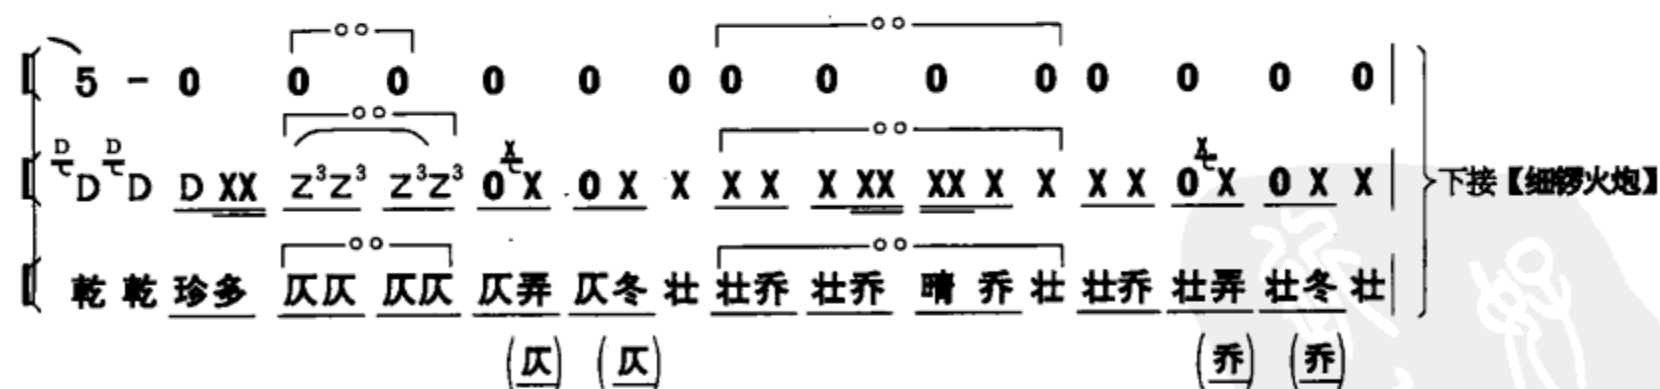 5 - 0 0 0 0 0 0 0 0 0 0 0 0 0 0
D D D XX Z³Z³ Z³Z³ 0 X 0 X X X X X XX XX X X X X 0 X 0 X X 下接【细锣火炮】
乾 乾 珍多 仄仄 仄仄 仄弄 仄冬 壮 壮乔 壮乔 晴 乔 壮 壮乔 壮弄 壮冬 壮
(仄) (仄) (乔) (乔)